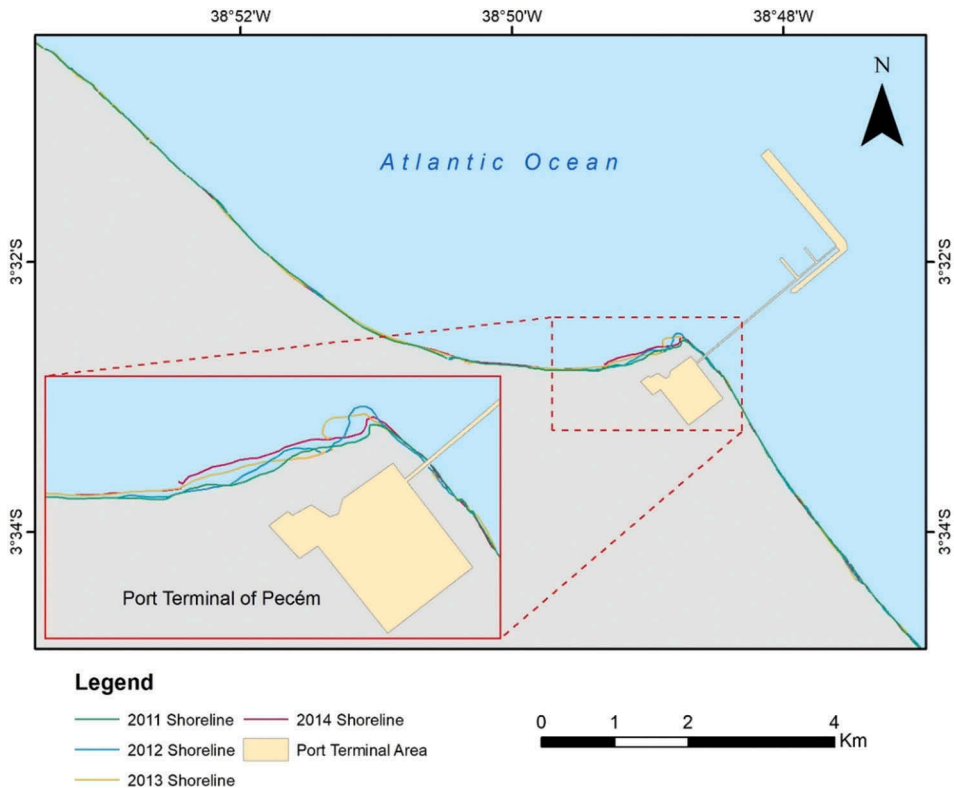 38°52'W 38°50'W 38°48'W
N
Atlantic Ocean
3°32'S 3°32'S
3°34'S 3°34'S
Port Terminal of Pecém
Legend
2011 Shoreline 2014 Shoreline
2012 Shoreline Port Terminal Area
2013 Shoreline
0 1 2 4
Km